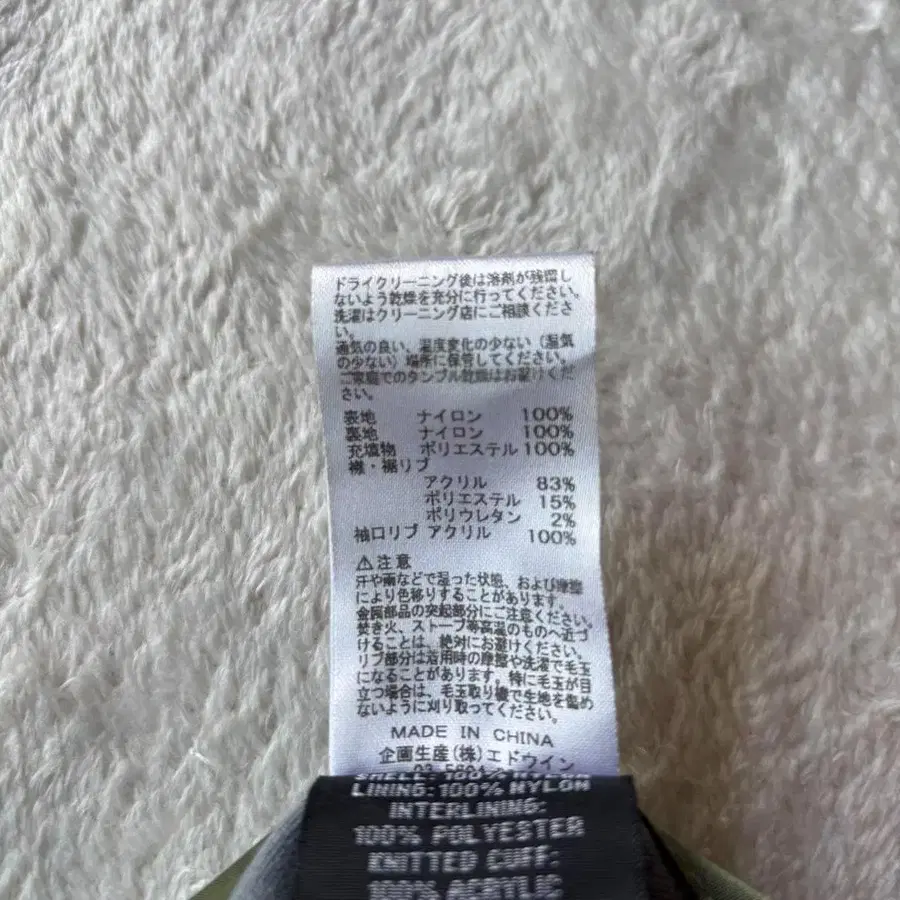 ドライクリーニング後は溶剤が残留し
ないよう乾燥を充分に行ってください。
洗濯はクリーニング店にご相談くださ
い。
通気の良い、温度変化の少ない（湿気
の少ない）場所に保管してください。
ご家庭でのタンブル乾燥はお避けくだ
さい。
表地 ナイロン 100%
裏地 ナイロン 100%
充填物 ポリエステル 100%
襟・裾リブ
アクリル 83%
ポリエステル 15%
ポリウレタン 2%
袖口リブ アクリル 100%
⚠注意
汗や雨などで湿った状態、および摩擦
により色移りすることがあります。
金属部品の突起部分にご注意ください。
焚き火、ストーブ等高温のものへ近づ
けることは、絶対にお避けください。
リブ部分は着用時の摩擦や洗濯で毛玉
になることがあります。特に毛玉が目
立つ場合は、毛玉取り機で生地を傷め
ないように刈り取ってください。
MADE IN CHINA
企画生産(株)エドウイン
SHELL: 100% NYLON
LINING: 100% NYLON
INTERLINING:
100% POLYESTER
KNITTED CUFF:
100% ACRYLIC